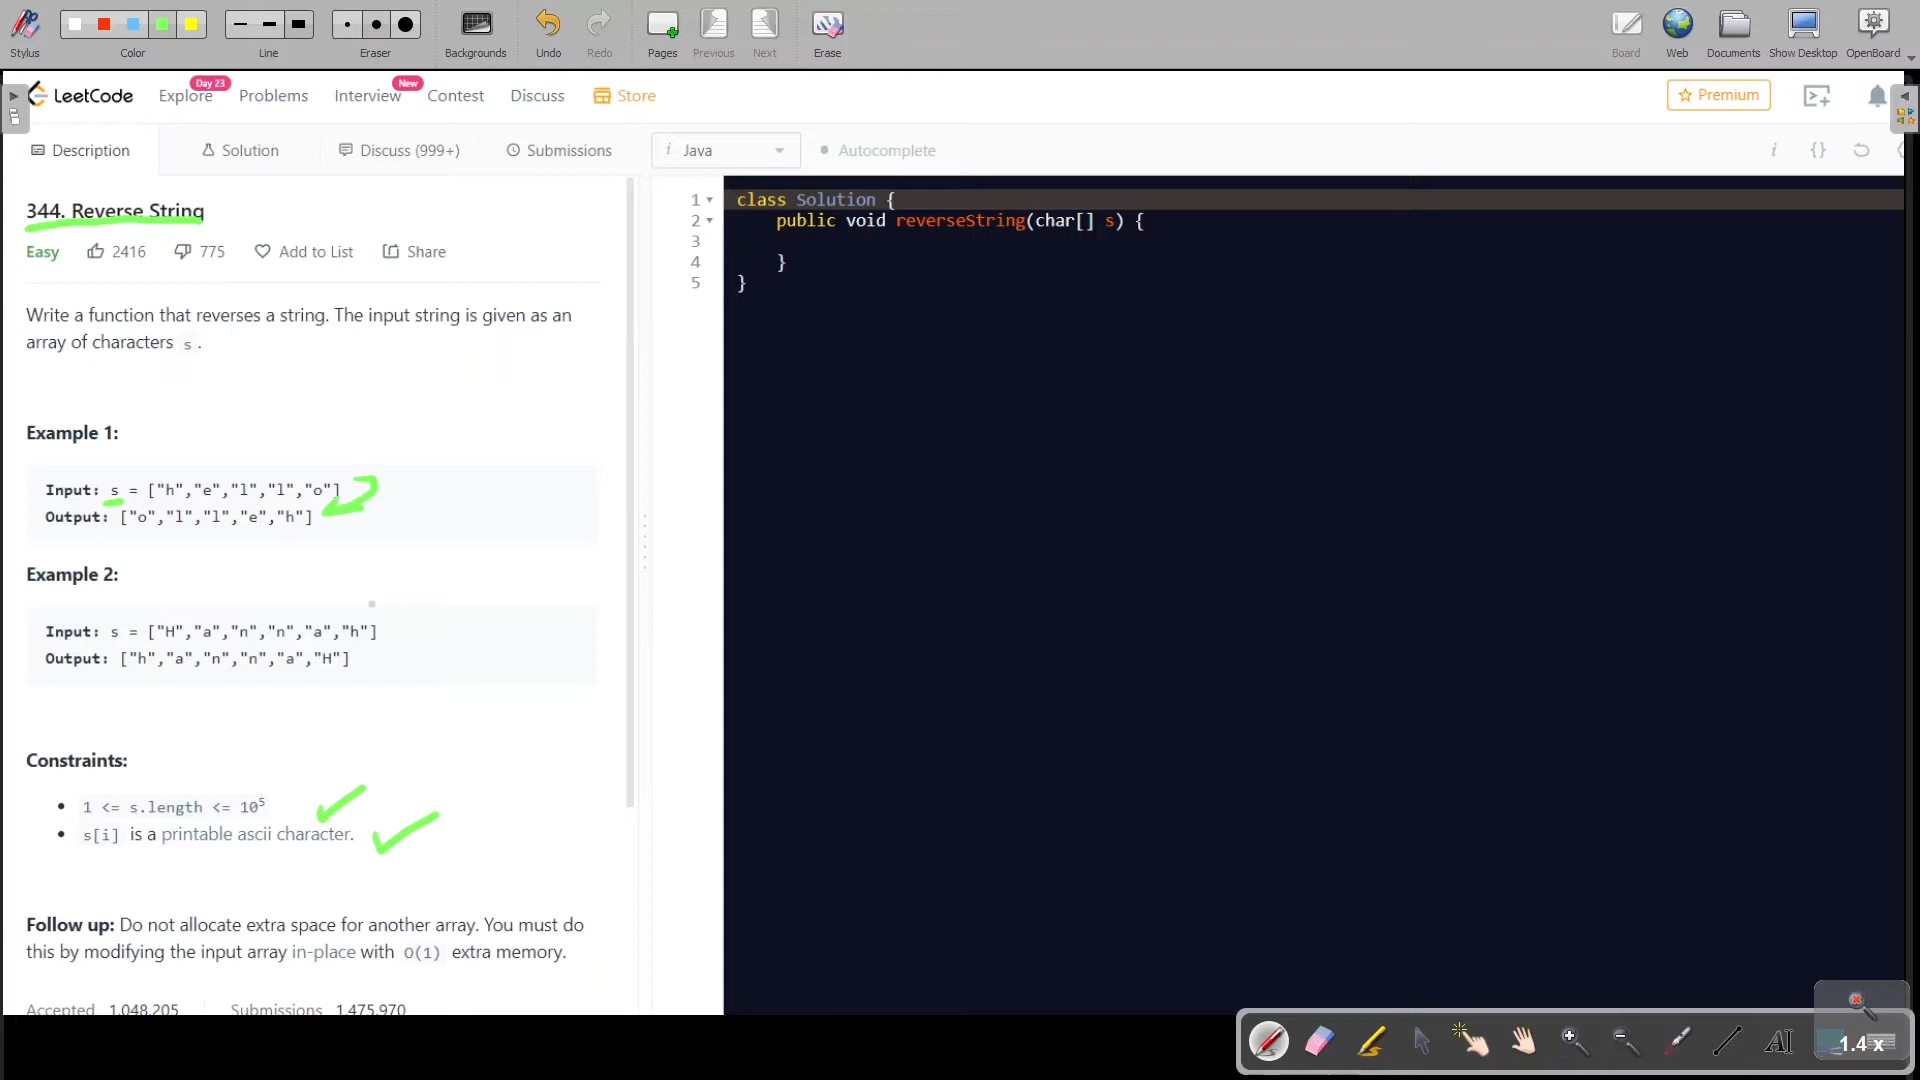 Stylus
Color
Line
Eraser
Backgrounds
Undo
Redo
Pages
Previous
Next
Erase
Board
Web
Documents
Show Desktop
OpenBoard
LeetCode
Explore
Day 23
Problems
Interview
New
Contest
Discuss
Store
Premium
Description
Solution
Discuss (999+)
Submissions
i Java
Autocomplete
i {}
344. Reverse String
Easy 2416 775 Add to List Share
Write a function that reverses a string. The input string is given as an
array of characters s .
Example 1:
Input: s = ["h","e","l","l","o"]
Output: ["o","l","l","e","h"]
Example 2:
Input: s = ["H","a","n","n","a","h"]
Output: ["h","a","n","n","a","H"]
Constraints:
• 1 <= s.length <= 10⁵
• s[i] is a printable ascii character.
Follow up: Do not allocate extra space for another array. You must do
this by modifying the input array in-place with O(1) extra memory.
Accepted 1,048,205 Submissions 1,475,970
1 class Solution {
2 public void reverseString(char[] s) {
3
4 }
5 }
AI
1.4 x